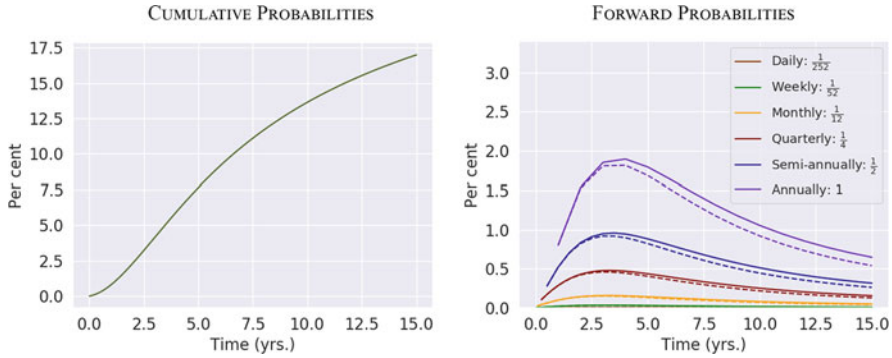 CUMULATIVE PROBABILITIES
17.5
15.0
12.5
10.0
7.5
5.0
2.5
0.0
Per cent
0.0 2.5 5.0 7.5 10.0 12.5 15.0
Time (yrs.)
FORWARD PROBABILITIES
3.0
2.5
2.0
1.5
1.0
0.5
0.0
Per cent
Daily: 1/252
Weekly: 1/52
Monthly: 1/12
Quarterly: 1/4
Semi-annually: 1/2
Annually: 1
0.0 2.5 5.0 7.5 10.0 12.5 15.0
Time (yrs.)